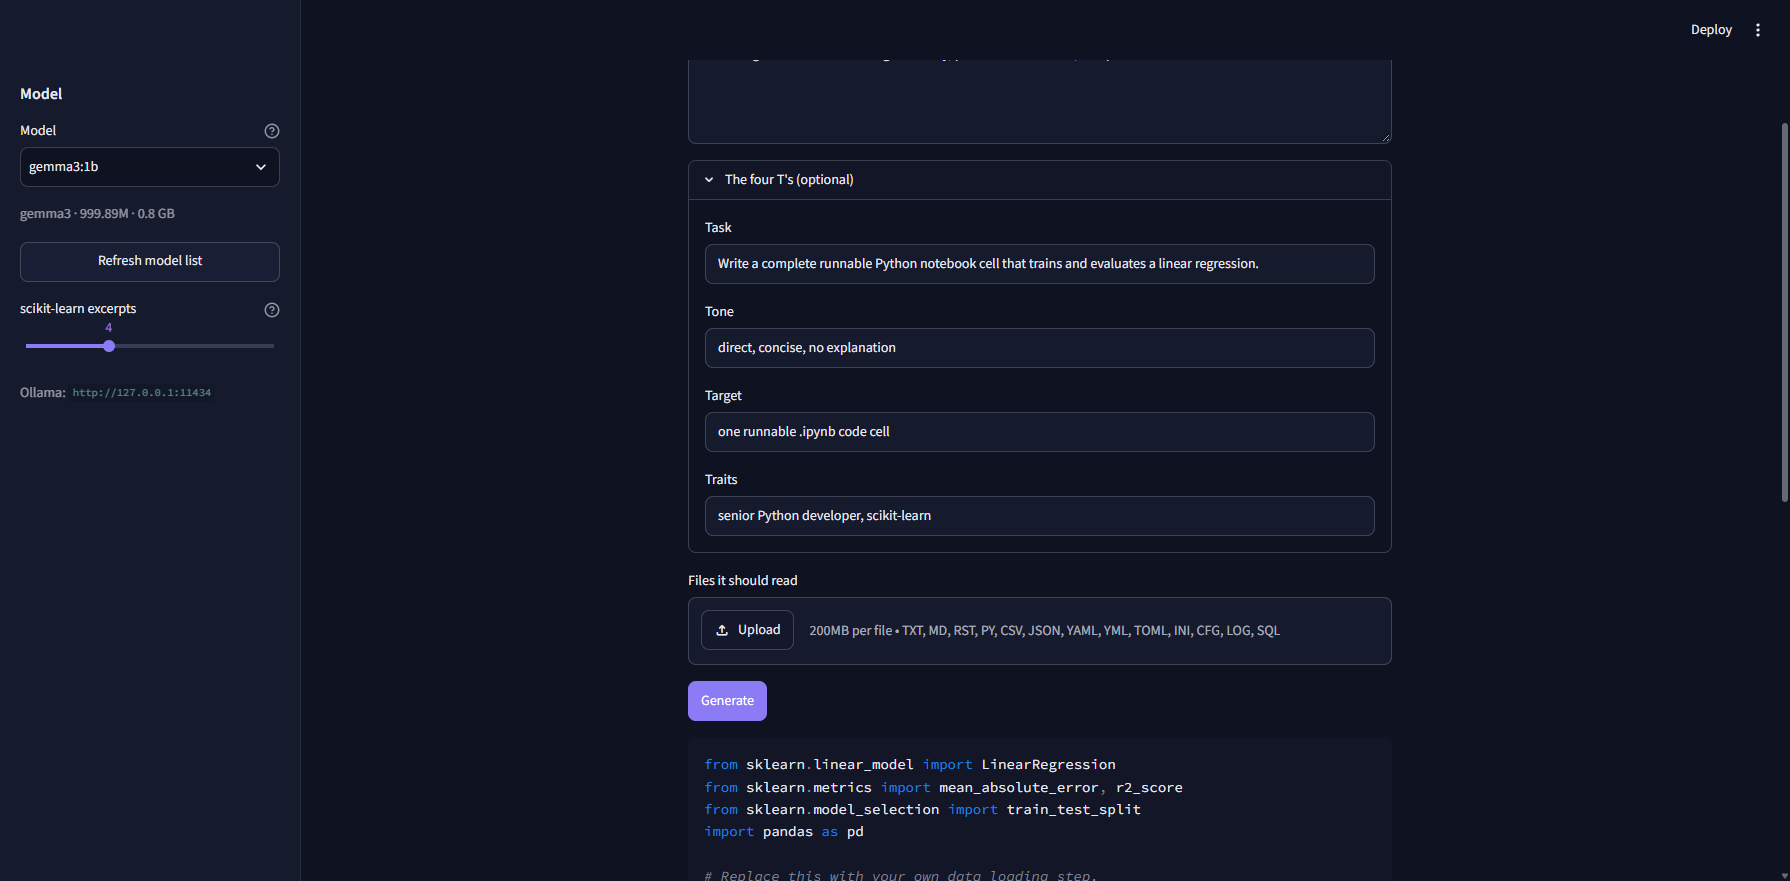 Deploy
Model
Model
gemma3:1b
gemma3 · 999.89M · 0.8 GB
Refresh model list
scikit-learn excerpts
4
Ollama: http://127.0.0.1:11434
The four T's (optional)
Task
Write a complete runnable Python notebook cell that trains and evaluates a linear regression.
Tone
direct, concise, no explanation
Target
one runnable .ipynb code cell
Traits
senior Python developer, scikit-learn
Files it should read
Upload
200MB per file • TXT, MD, RST, PY, CSV, JSON, YAML, YML, TOML, INI, CFG, LOG, SQL
Generate
from sklearn.linear_model import LinearRegression
from sklearn.metrics import mean_absolute_error, r2_score
from sklearn.model_selection import train_test_split
import pandas as pd
# Replace this with your own data loading step.